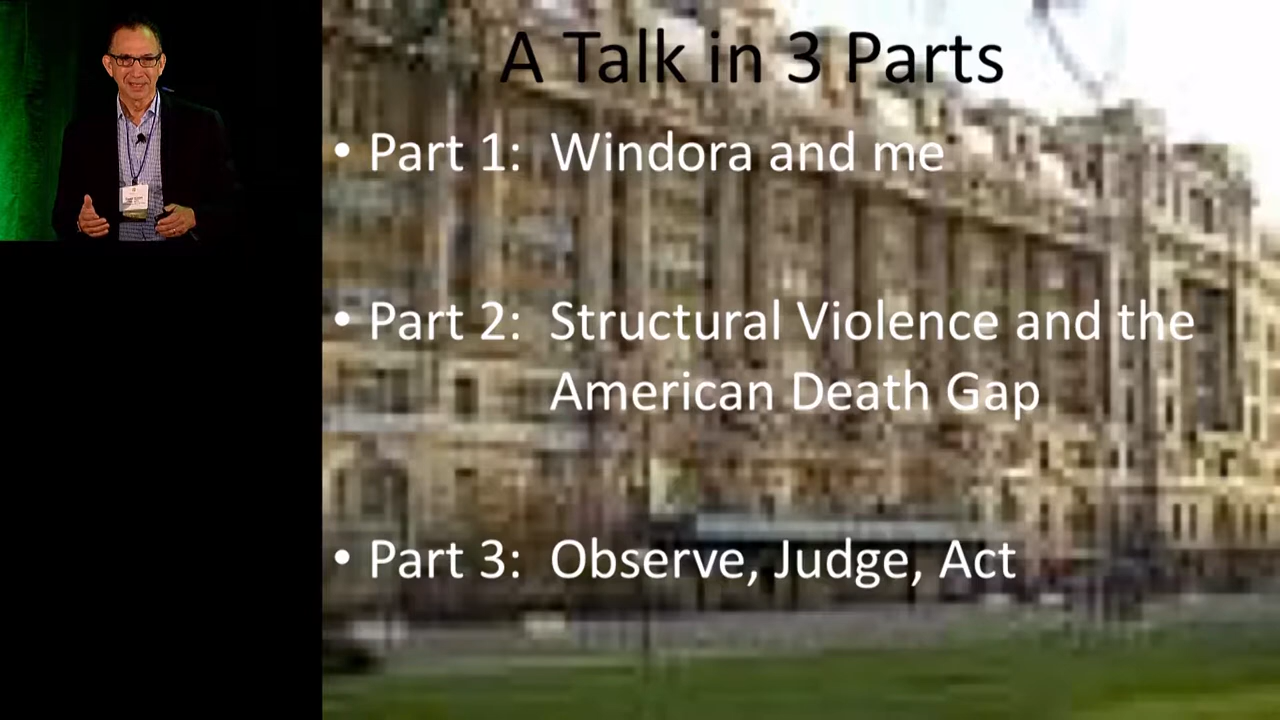 A Talk in 3 Parts
• Part 1: Windora and me
• Part 2: Structural Violence and the
American Death Gap
• Part 3: Observe, Judge, Act